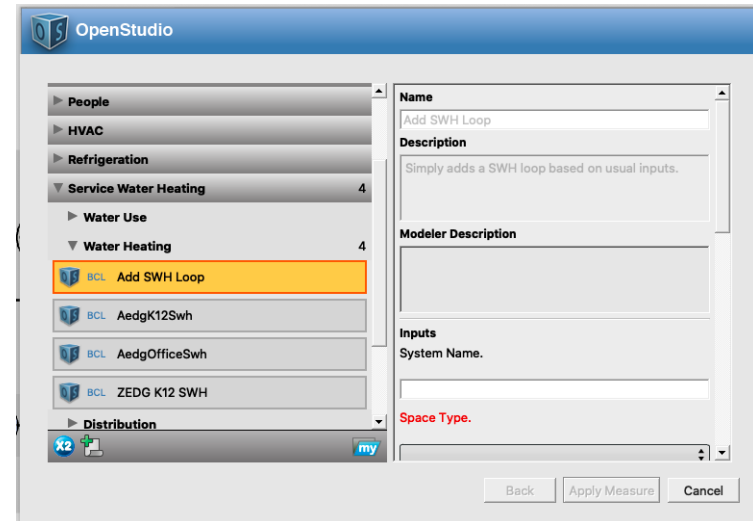 OpenStudio
People
HVAC
Refrigeration
Service Water Heating 4
Water Use
Water Heating 4
BCL Add SWH Loop
BCL AedgK12Swh
BCL AedgOfficeSwh
BCL ZEDG K12 SWH
Distribution
x2
my
Name
Add SWH Loop
Description
Simply adds a SWH loop based on usual inputs.
Modeler Description
Inputs
System Name.
Space Type.
Back Apply Measure Cancel